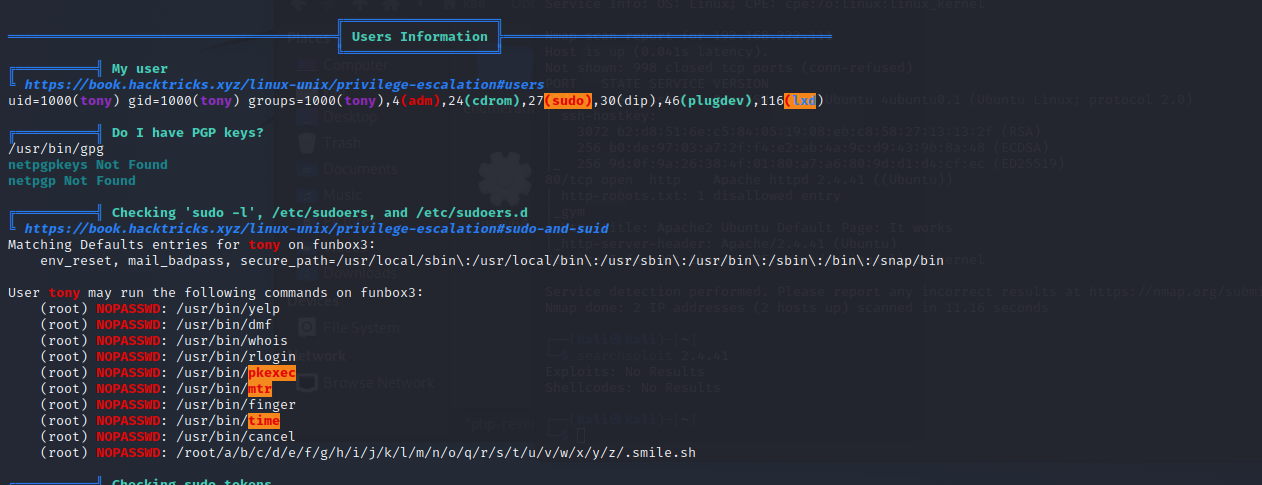 Users Information
My user
https://book.hacktricks.xyz/linux-unix/privilege-escalation#users
uid=1000(tony) gid=1000(tony) groups=1000(tony),4(adm),24(cdrom),27(sudo),30(dip),46(plugdev),116(lxd)
Do I have PGP keys?
/usr/bin/gpg
netpgpkeys Not Found
netpgp Not Found
Checking 'sudo -l', /etc/sudoers, and /etc/sudoers.d
https://book.hacktricks.xyz/linux-unix/privilege-escalation#sudo-and-suid
Matching Defaults entries for tony on funbox3:
env_reset, mail_badpass, secure_path=/usr/local/sbin\:/usr/local/bin\:/usr/sbin\:/usr/bin\:/sbin\:/bin\:/snap/bin
User tony may run the following commands on funbox3:
(root) NOPASSWD: /usr/bin/yelp
(root) NOPASSWD: /usr/bin/dmf
(root) NOPASSWD: /usr/bin/whois
(root) NOPASSWD: /usr/bin/rlogin
(root) NOPASSWD: /usr/bin/pkexec
(root) NOPASSWD: /usr/bin/mtr
(root) NOPASSWD: /usr/bin/finger
(root) NOPASSWD: /usr/bin/time
(root) NOPASSWD: /usr/bin/cancel
(root) NOPASSWD: /root/a/b/c/d/e/f/g/h/i/j/k/l/m/n/o/q/r/s/t/u/v/w/x/y/z/.smile.sh
Checking sudo tokens